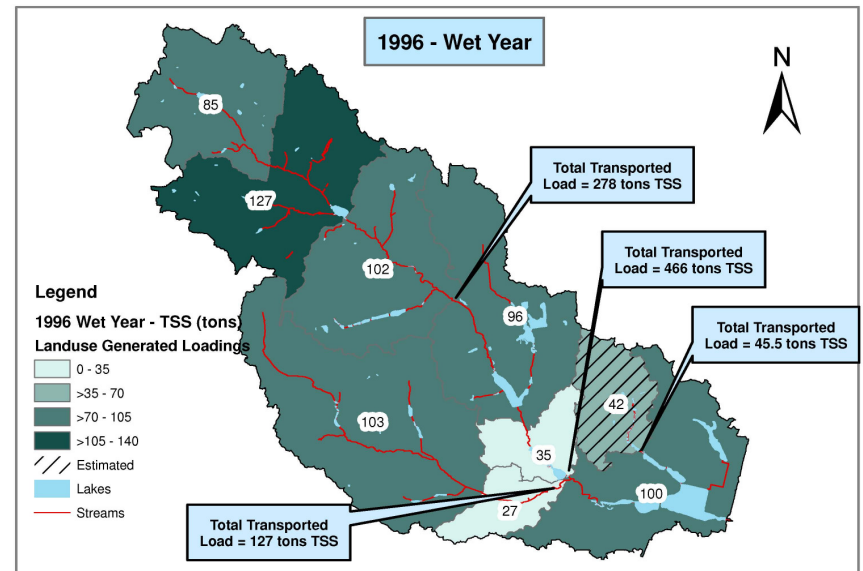 1996 - Wet Year
N
85
127
102
96
103
42
35
100
27
Total Transported
Load = 278 tons TSS
Total Transported
Load = 466 tons TSS
Total Transported
Load = 45.5 tons TSS
Legend
1996 Wet Year - TSS (tons)
Landuse Generated Loadings
0 - 35
>35 - 70
>70 - 105
>105 - 140
Estimated
Lakes
Streams
Total Transported
Load = 127 tons TSS